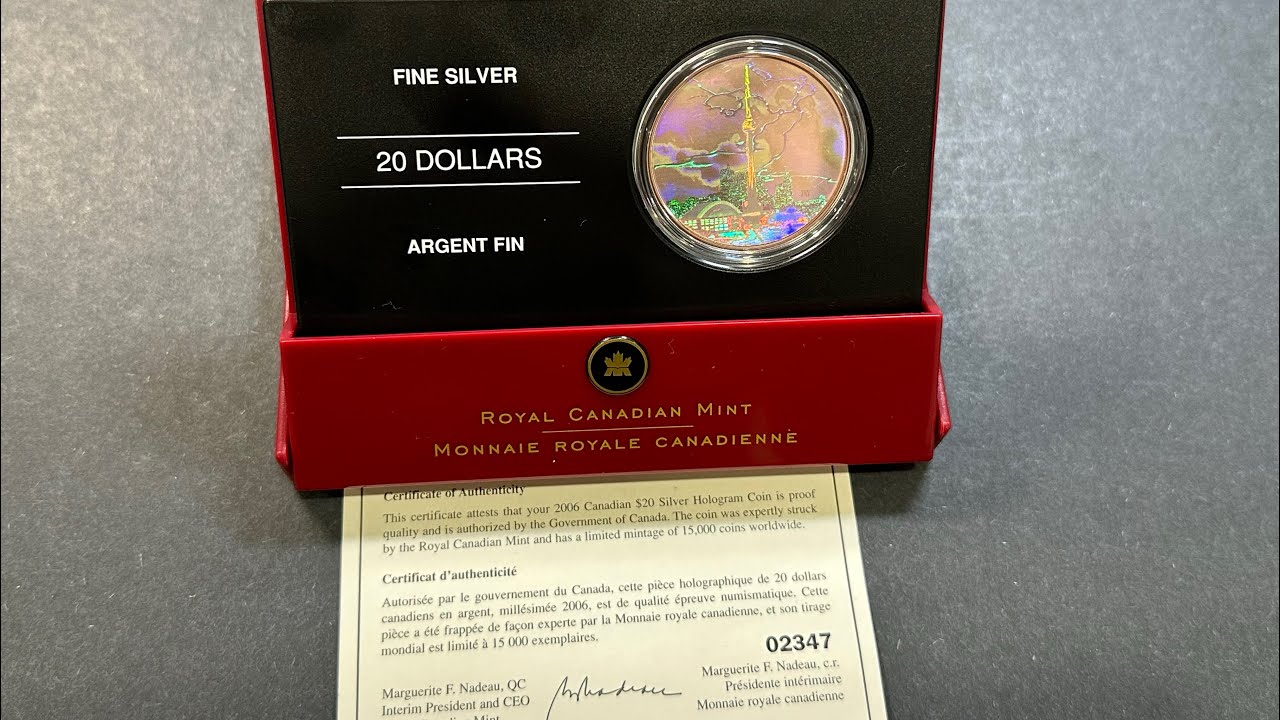 FINE SILVER
20 DOLLARS
ARGENT FIN
ROYAL CANADIAN MINT
MONNAIE ROYALE CANADIENNE
Certificate of Authenticity
This certificate attests that your 2006 Canadian $20 Silver Hologram Coin is proof
quality and is authorized by the Government of Canada. The coin was expertly struck
by the Royal Canadian Mint and has a limited mintage of 15,000 coins worldwide.
Certificat d'authenticité
Autorisée par le gouvernement du Canada, cette pièce holographique de 20 dollars
canadiens en argent, millésimée 2006, est de qualité épreuve numismatique. Cette
pièce a été frappée de façon experte par la Monnaie royale canadienne, et son tirage
mondial est limité à 15 000 exemplaires.
02347
Marguerite F. Nadeau, QC
Interim President and CEO
Marguerite F. Nadeau, c.r.
Présidente intérimaire
Monnaie royale canadienne